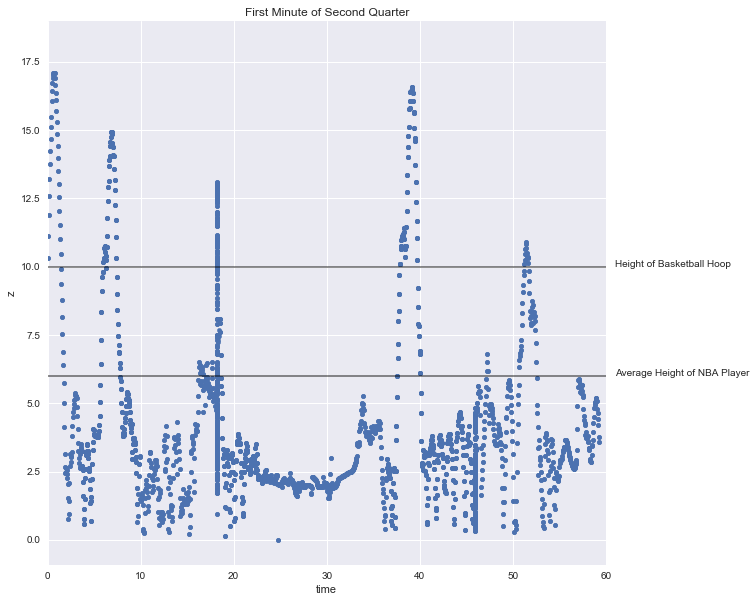 First Minute of Second Quarter
17.5
15.0
12.5
10.0
7.5
5.0
2.5
0.0
z
Height of Basketball Hoop
Average Height of NBA Player
0 10 20 30 40 50 60
time